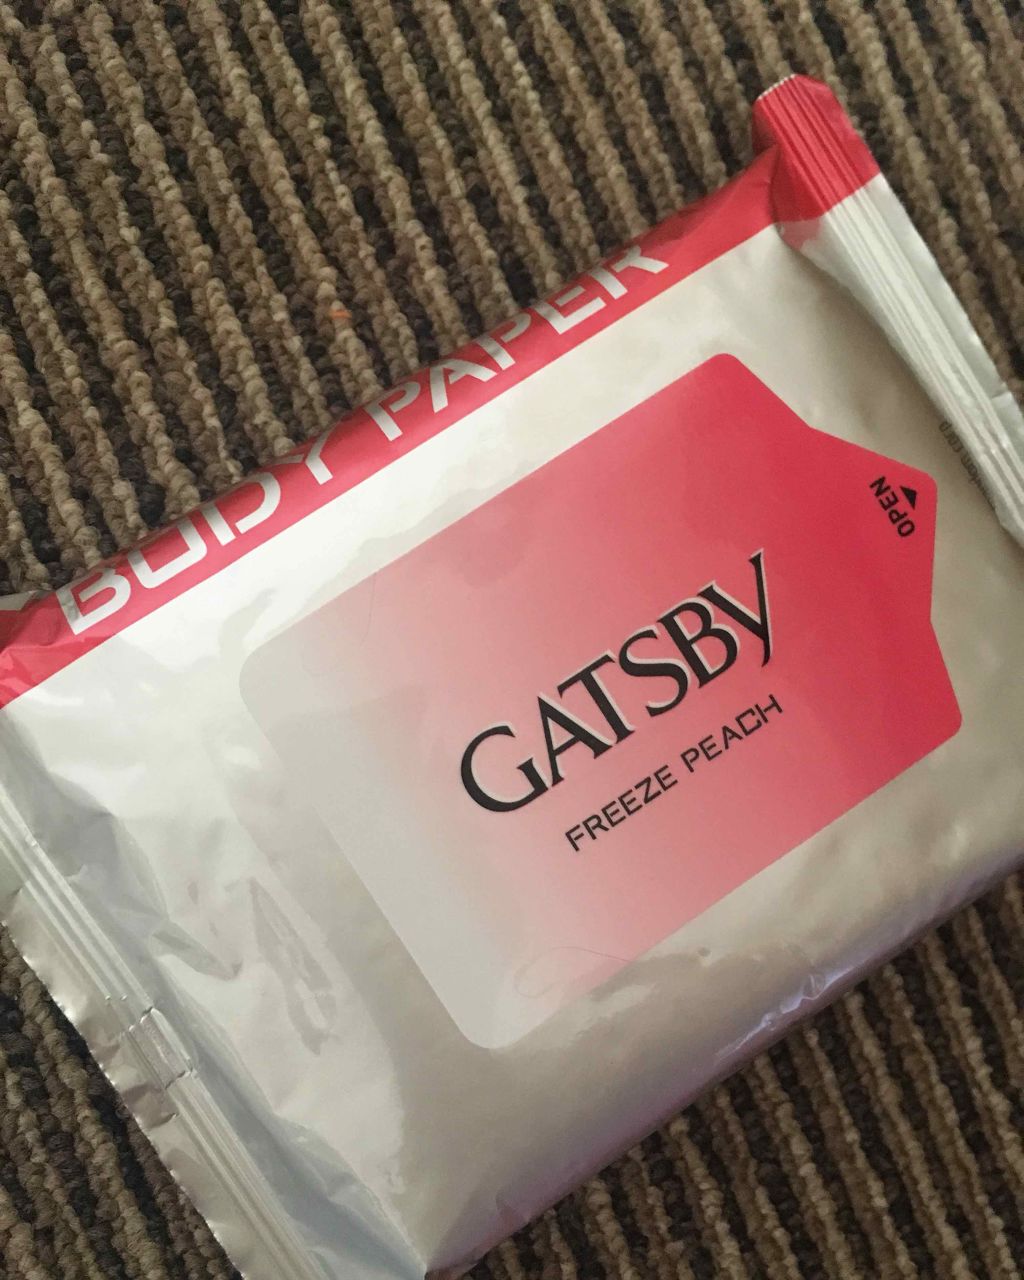 BODY PAPER
OPEN
GATSBY
FREEZE PEACH